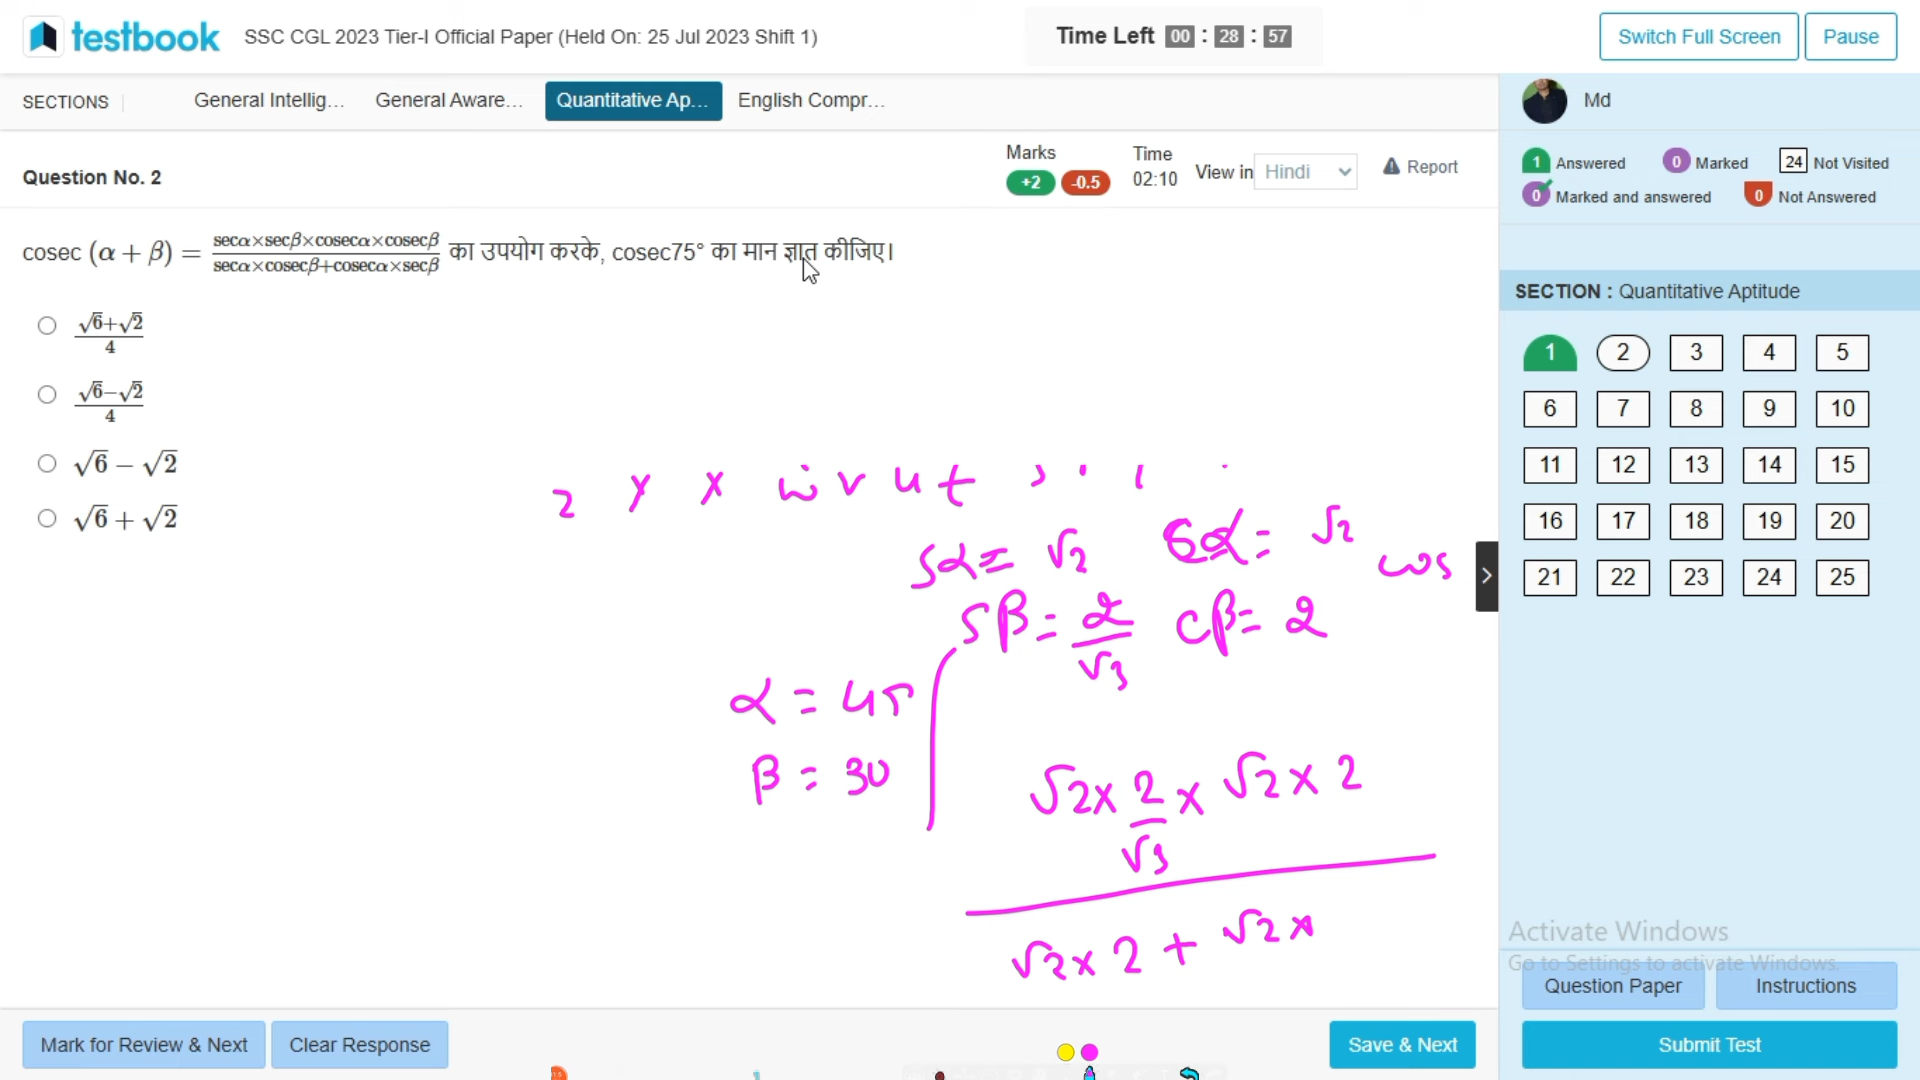 testbook SSC CGL 2023 Tier-I Official Paper (Held On: 25 Jul 2023 Shift 1) Time Left 00 : 28 : 57 Switch Full Screen Pause
SECTIONS General Intellig... General Aware... Quantitative Ap... English Compr...
Md
Question No. 2
Marks
+2 -0.5
Time
02:10
View in Hindi
Report
1 Answered 0 Marked 24 Not Visited
0 Marked and answered 0 Not Answered
cosec (α + β) = secα×secβ×cosecα×cosecβ / secα×cosecβ+cosecα×secβ का उपयोग करके, cosec75° का मान ज्ञात कीजिए।
√6+√2 / 4
√6−√2 / 4
√6 − √2
√6 + √2
SECTION : Quantitative Aptitude
1 2 3 4 5
6 7 8 9 10
11 12 13 14 15
16 17 18 19 20
21 22 23 24 25
Sα = √2 Cα = √2 cos
Sβ = 2/√3 Cβ = 2
α = 45
β = 30
√2 × 2/√3 × √2 × 2
√2 × 2 + √2 ×
Activate Windows
Go to Settings to activate Windows.
Question Paper Instructions
Mark for Review & Next Clear Response Save & Next Submit Test